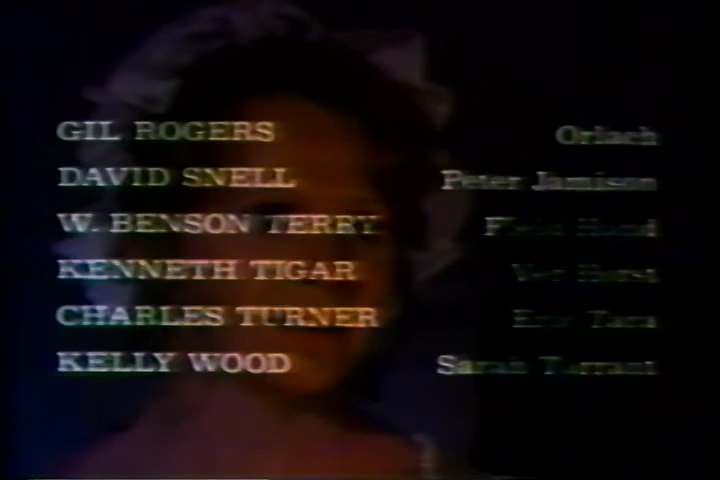 GIL ROGERS Orlach
DAVID SNELL Peter Jamison
W. BENSON TERRY
KENNETH TIGAR
CHARLES TURNER
KELLY WOOD Sarah Tarrant